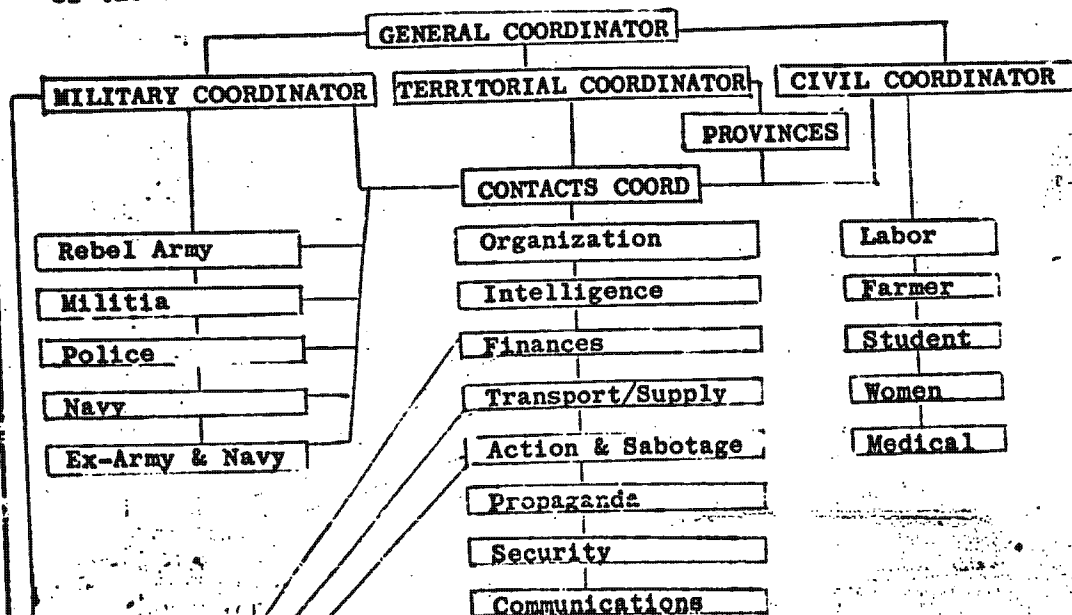 GENERAL COORDINATOR
MILITARY COORDINATOR
TERRITORIAL COORDINATOR
CIVIL COORDINATOR
PROVINCES
CONTACTS COORD
Rebel Army
Militia
Police
Navy
Ex-Army & Navy
Organization
Intelligence
Finances
Transport/Supply
Action & Sabotage
Propaganda
Security
Communications
Labor
Farmer
Student
Women
Medical